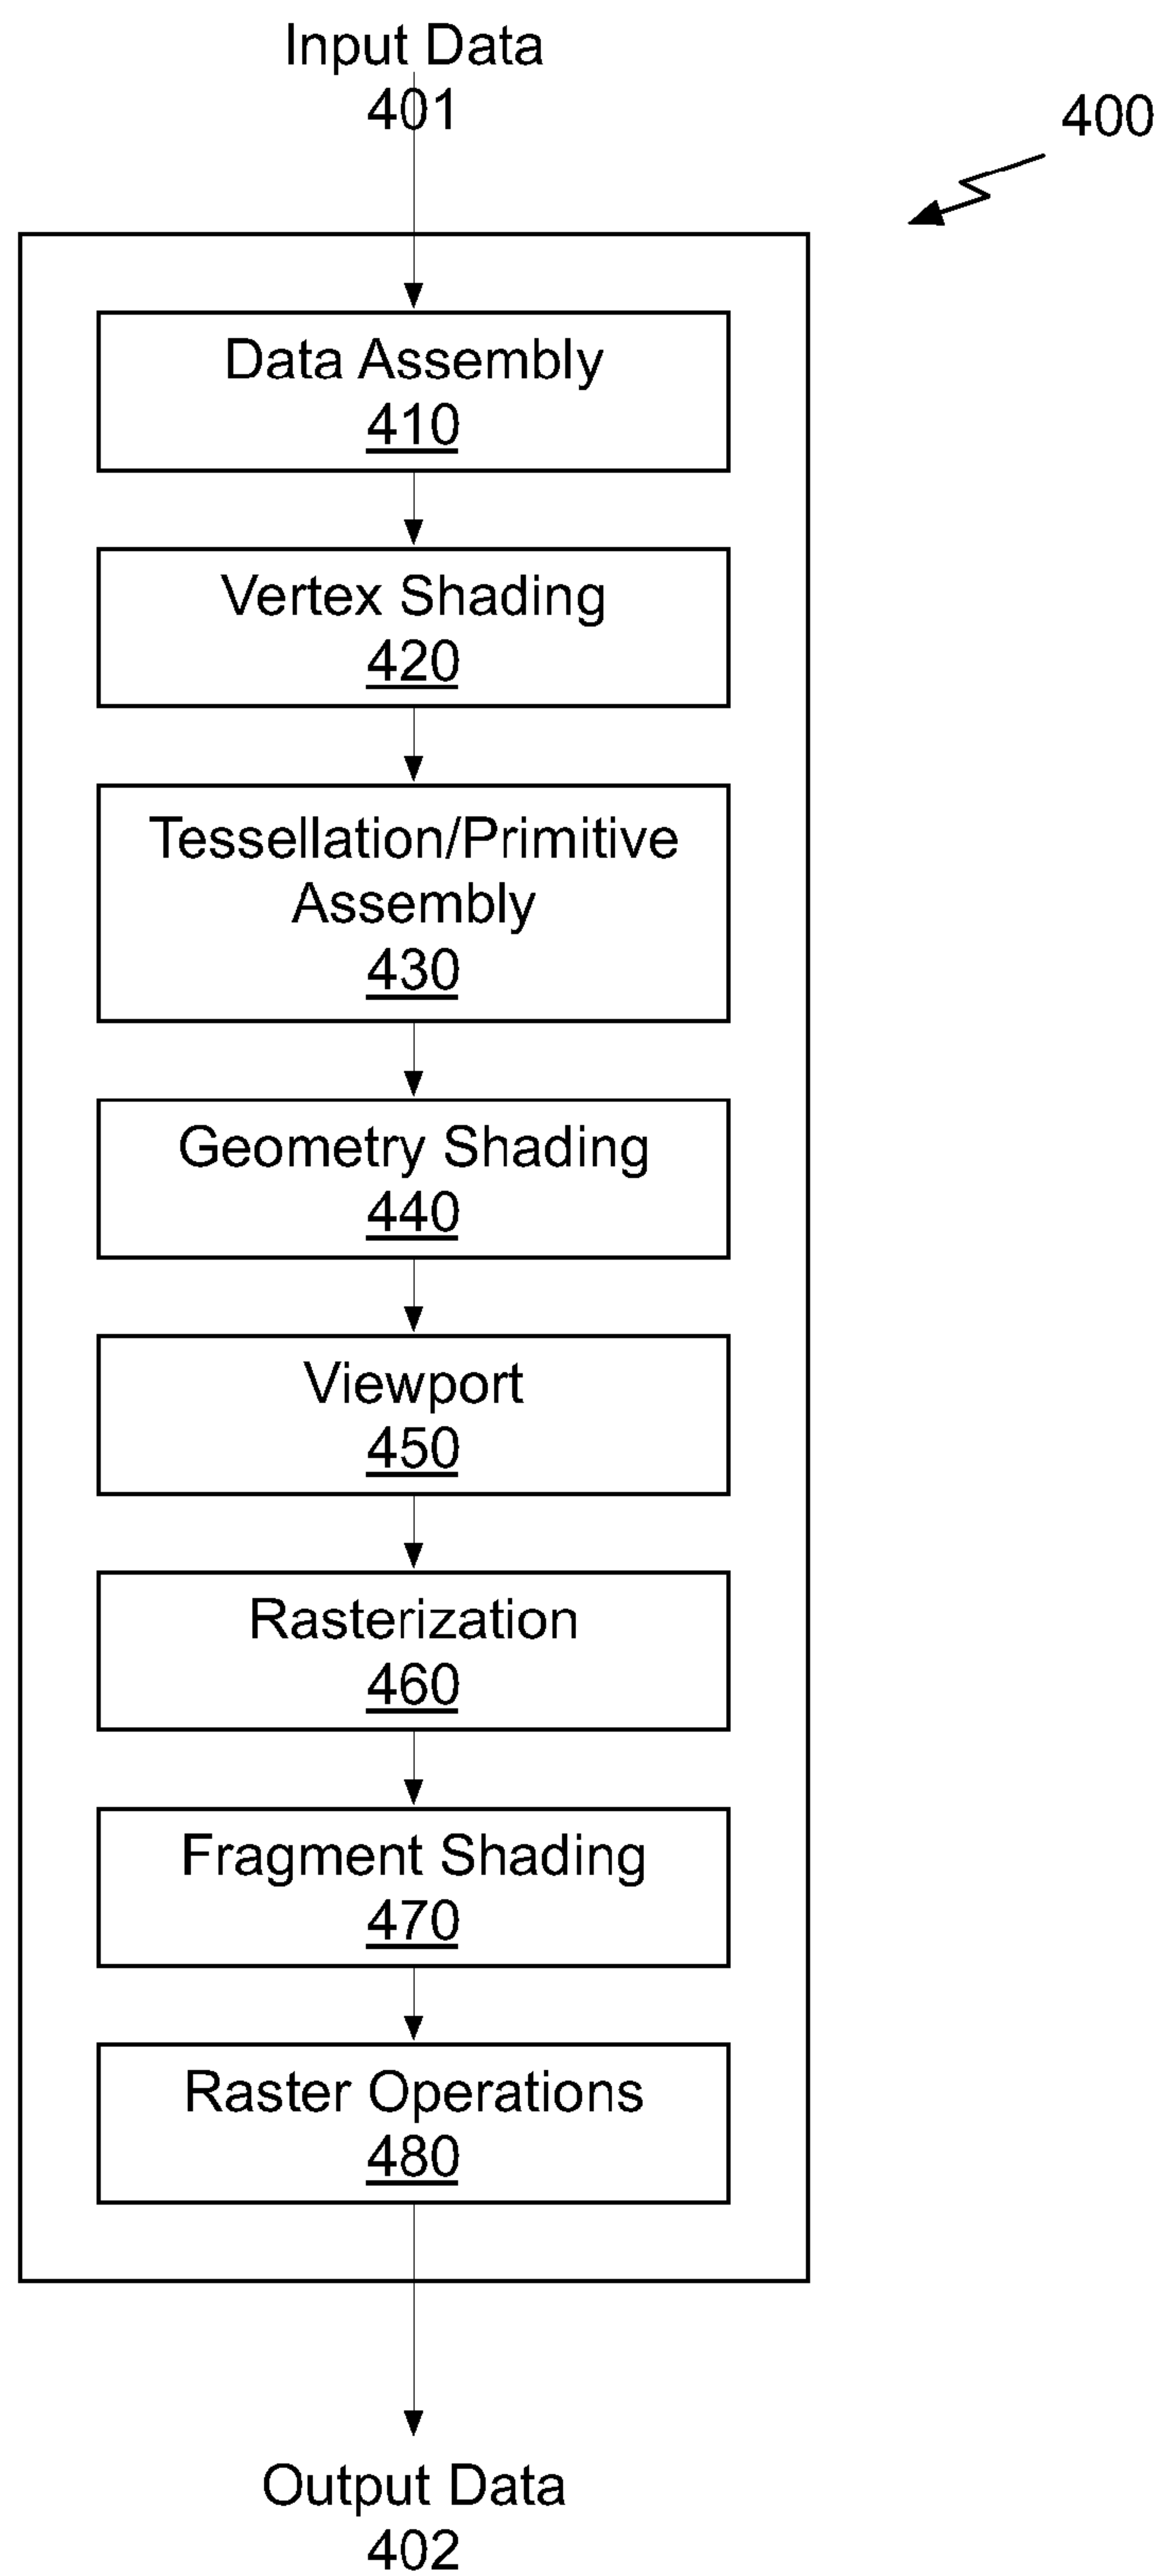 Input Data
401
400
Data Assembly
410
Vertex Shading
420
Tessellation/Primitive
Assembly
430
Geometry Shading
440
Viewport
450
Rasterization
460
Fragment Shading
470
Raster Operations
480
Output Data
402